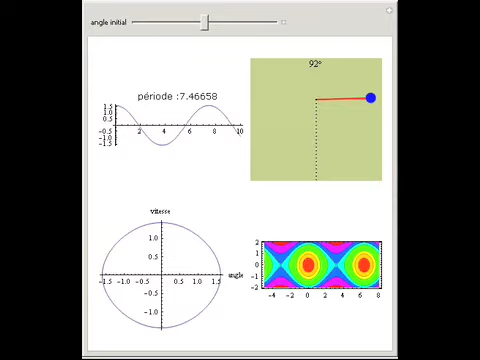 angle initial
92°
période :7.46658
1.5
1.0
0.5
-0.5
-1.0
-1.5
2 4 6 8 10
vitesse
1.0
0.5
-1.5 -1.0 -0.5 0.5 1.0 1.5 angle
-0.5
-1.0
2
1
0
-1
-2
-4 -2 0 2 4 6 8